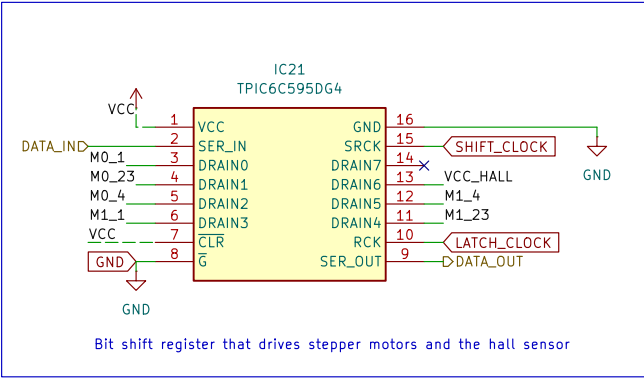 IC21
TPIC6C595DG4
VCC
1 VCC GND 16
DATA_IN 2 SER_IN SRCK 15 SHIFT_CLOCK
M0_1 3 DRAIN0 DRAIN7 14
M0_23 4 DRAIN1 DRAIN6 13 VCC_HALL
M0_4 5 DRAIN2 DRAIN5 12 M1_4
M1_1 6 DRAIN3 DRAIN4 11 M1_23
VCC 7 CLR RCK 10 LATCH_CLOCK
GND 8 G SER_OUT 9 DATA_OUT
GND
GND
Bit shift register that drives stepper motors and the hall sensor